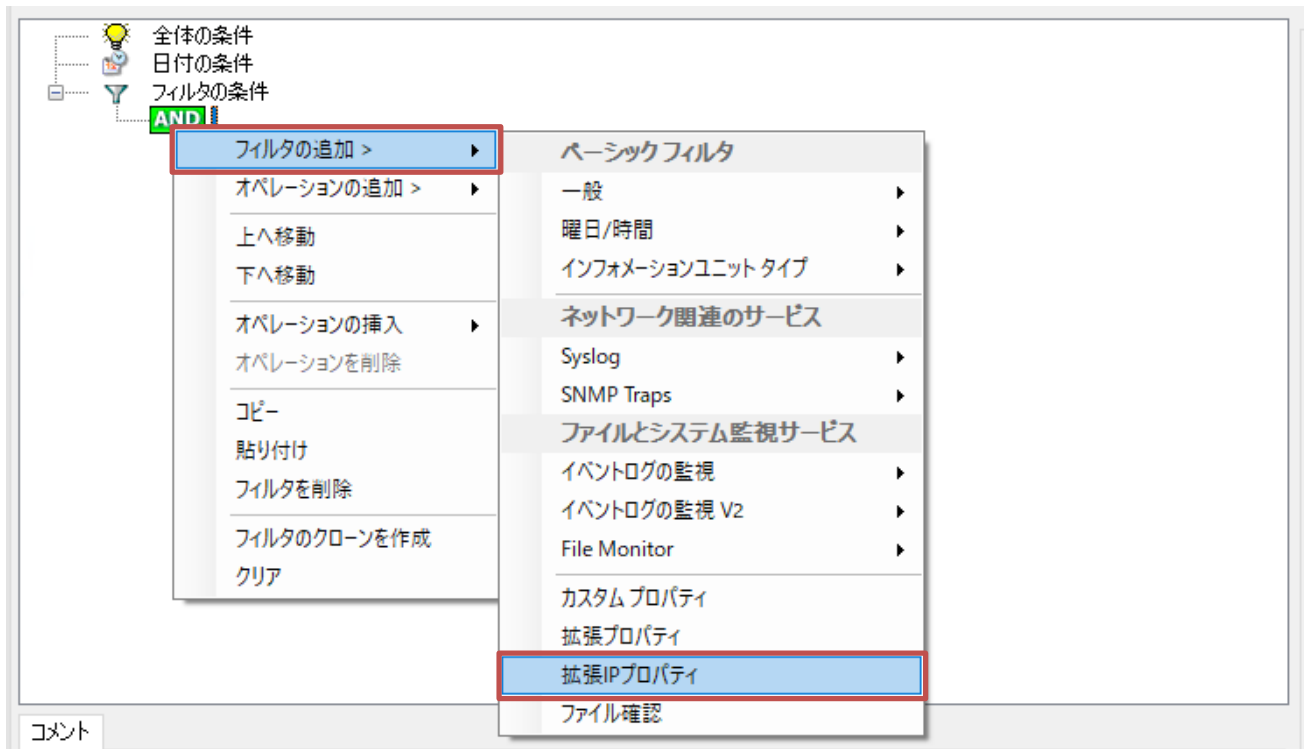 全体の条件
日付の条件
フィルタの条件
AND
フィルタの追加 >
オペレーションの追加 >
上へ移動
下へ移動
オペレーションの挿入
オペレーションを削除
コピー
貼り付け
フィルタを削除
フィルタのクローンを作成
クリア
ベーシック フィルタ
一般
曜日/時間
インフォメーションユニット タイプ
ネットワーク関連のサービス
Syslog
SNMP Traps
ファイルとシステム監視サービス
イベントログの監視
イベントログの監視 V2
File Monitor
カスタム プロパティ
拡張プロパティ
拡張IPプロパティ
ファイル確認
コメント